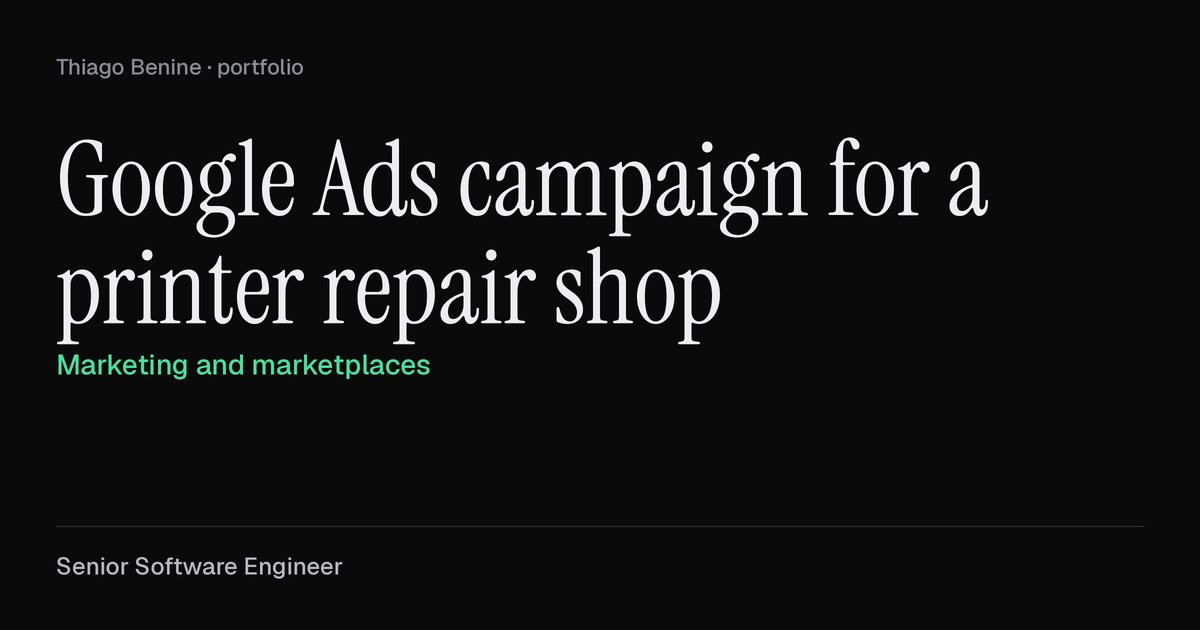 Thiago Benine · portfolio
Google Ads campaign for a
printer repair shop
Marketing and marketplaces
Senior Software Engineer